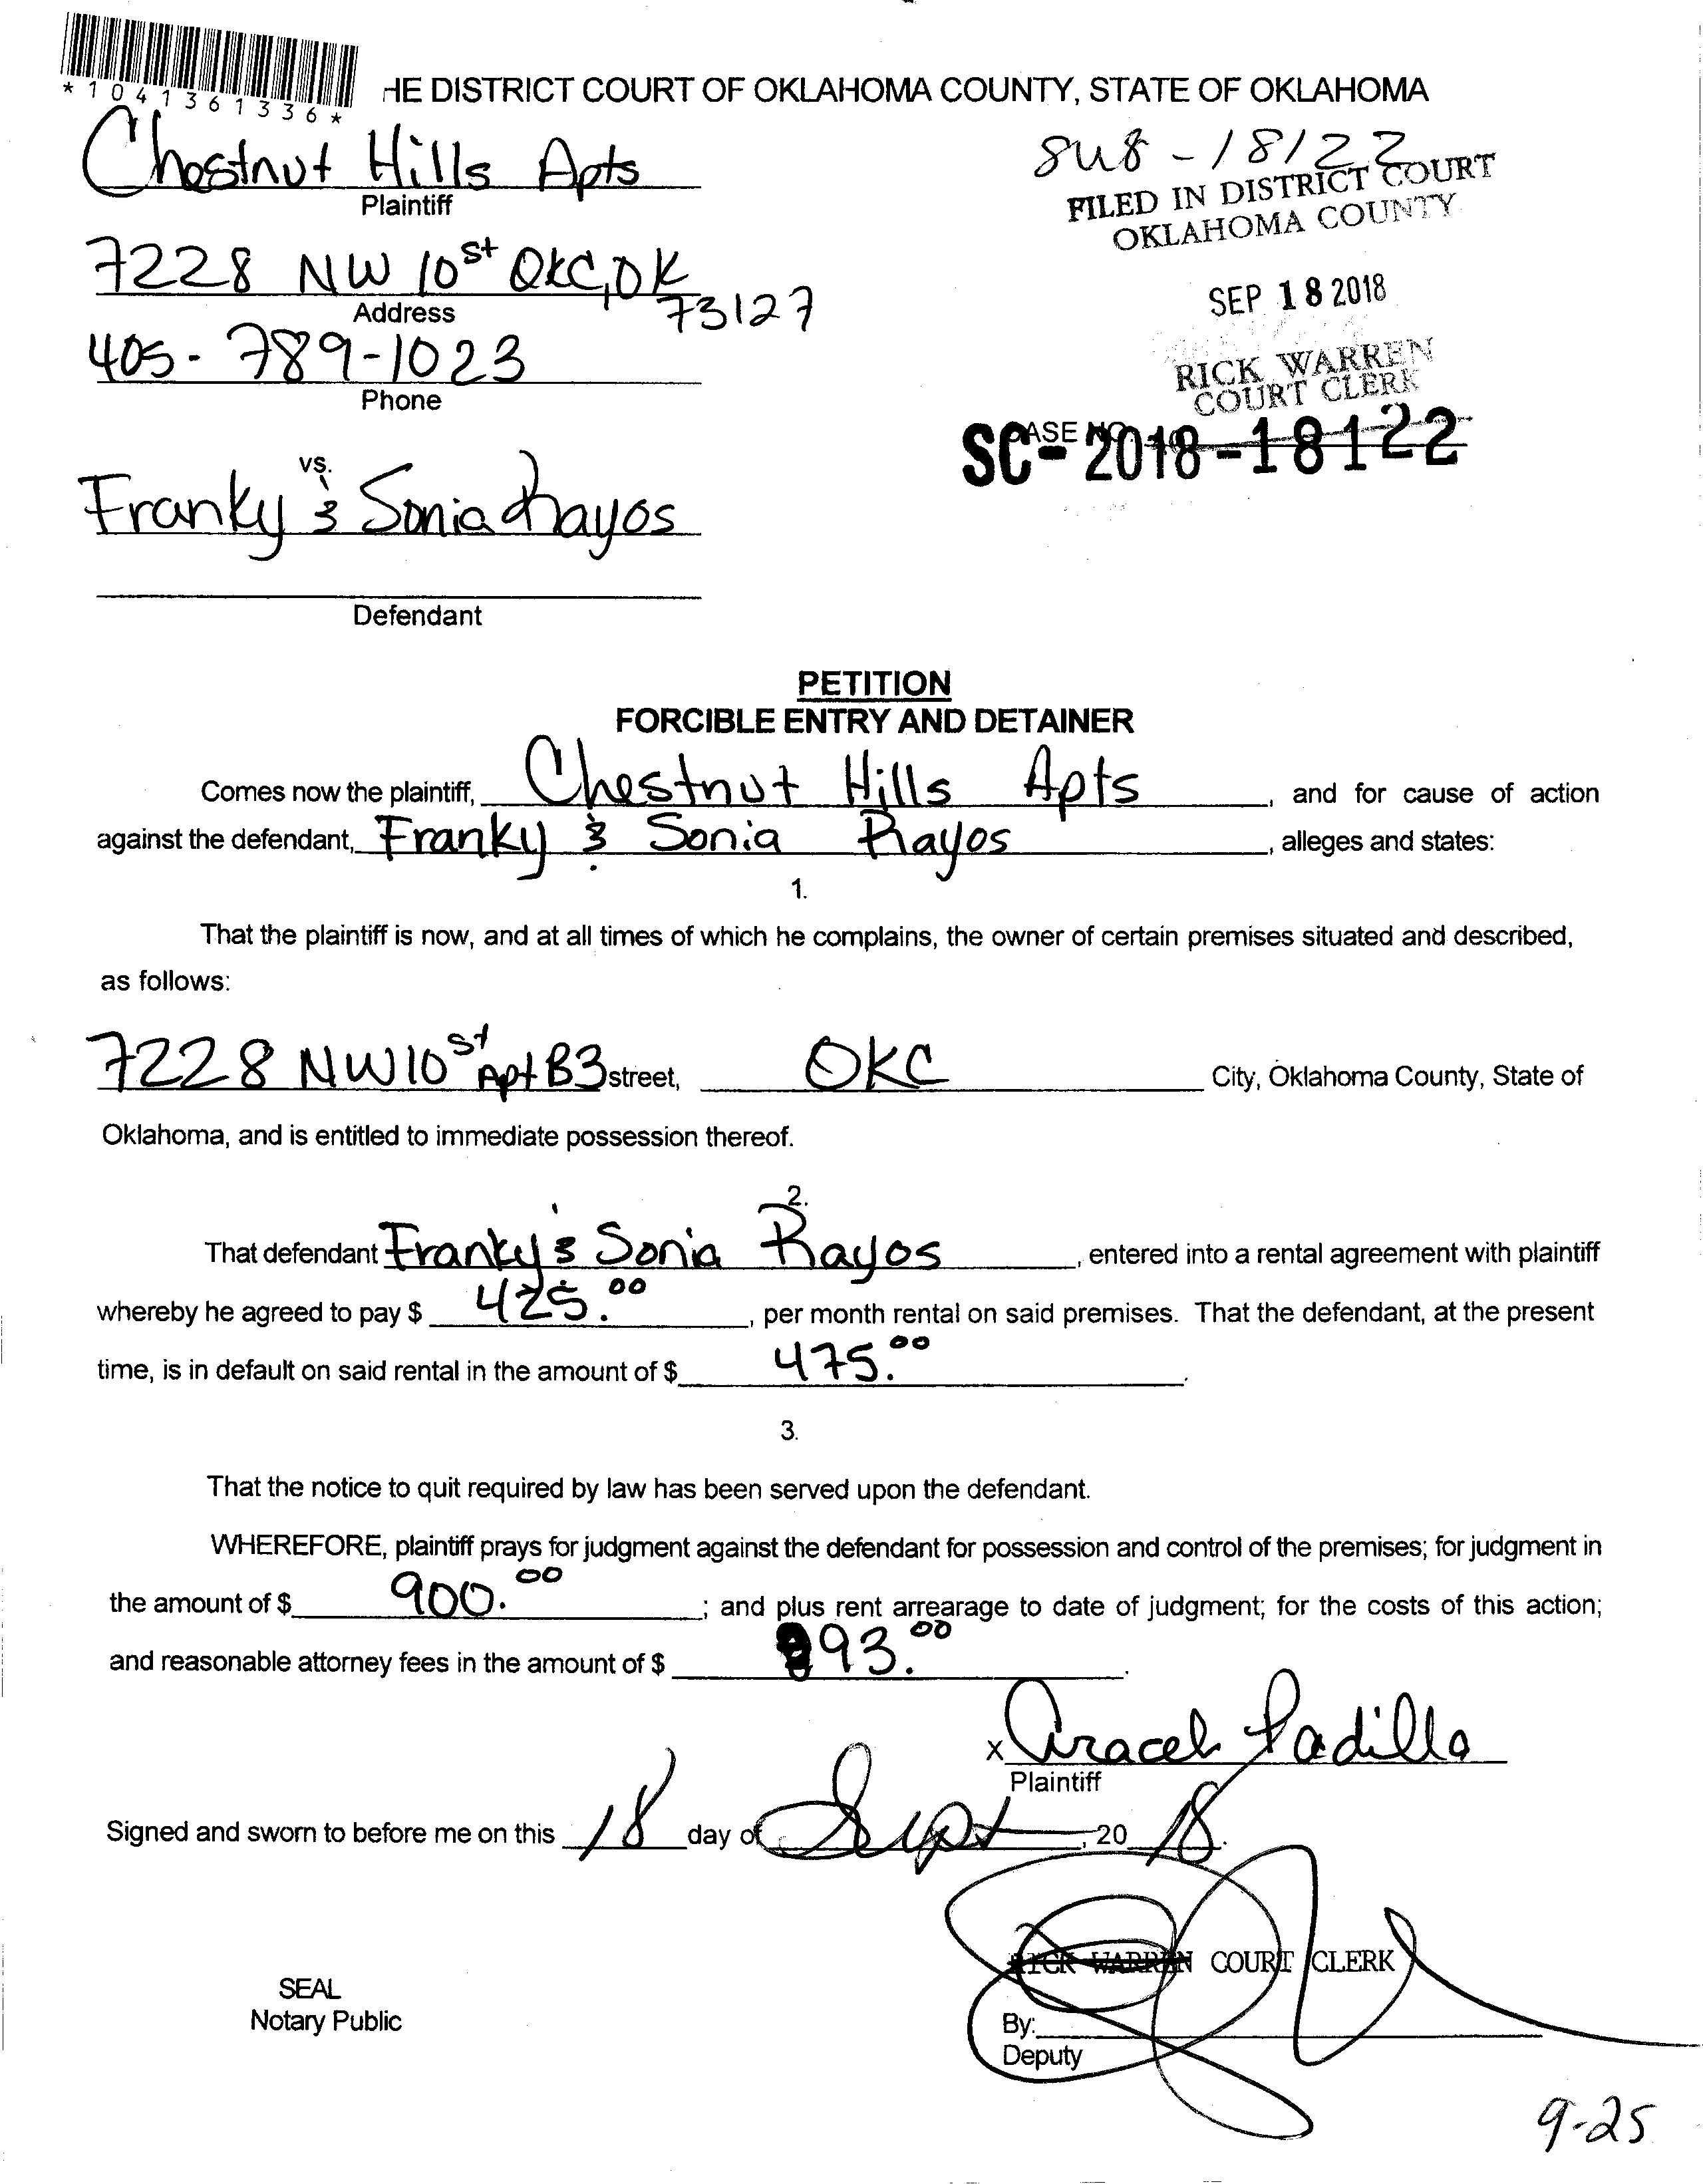 *1041361336*
HE DISTRICT COURT OF OKLAHOMA COUNTY, STATE OF OKLAHOMA
Chestnut Hills Apts
Plaintiff
18122
FILED IN DISTRICT COURT
OKLAHOMA COUNTY
7228 NW 10st OKC, OK
73127
Address
SEP 18 2018
405-789-1023
Phone
RICK WARREN
COURT CLERK
CASE NO.
SC-2018-18122
vs.
Franky & Sonia Rayos
Defendant
PETITION
FORCIBLE ENTRY AND DETAINER
Comes now the plaintiff, Chestnut Hills Apts, and for cause of action
against the defendant, Franky & Sonia Rayos, alleges and states:
1.
That the plaintiff is now, and at all times of which he complains, the owner of certain premises situated and described,
as follows:
7228 NW 10st Apt B3 street, OKC City, Oklahoma County, State of
Oklahoma, and is entitled to immediate possession thereof.
2.
That defendant Franky & Sonia Rayos, entered into a rental agreement with plaintiff
whereby he agreed to pay $ 425.00, per month rental on said premises. That the defendant, at the present
time, is in default on said rental in the amount of $ 475.00.
3.
That the notice to quit required by law has been served upon the defendant.
WHEREFORE, plaintiff prays for judgment against the defendant for possession and control of the premises; for judgment in
the amount of $ 900.00; and plus rent arrearage to date of judgment; for the costs of this action;
and reasonable attorney fees in the amount of $ 93.00.
x Araceli Padilla
Plaintiff
Signed and sworn to before me on this 18 day of Sept, 20 18.
RICK WARREN COURT CLERK
SEAL
Notary Public
By:
Deputy
9-25